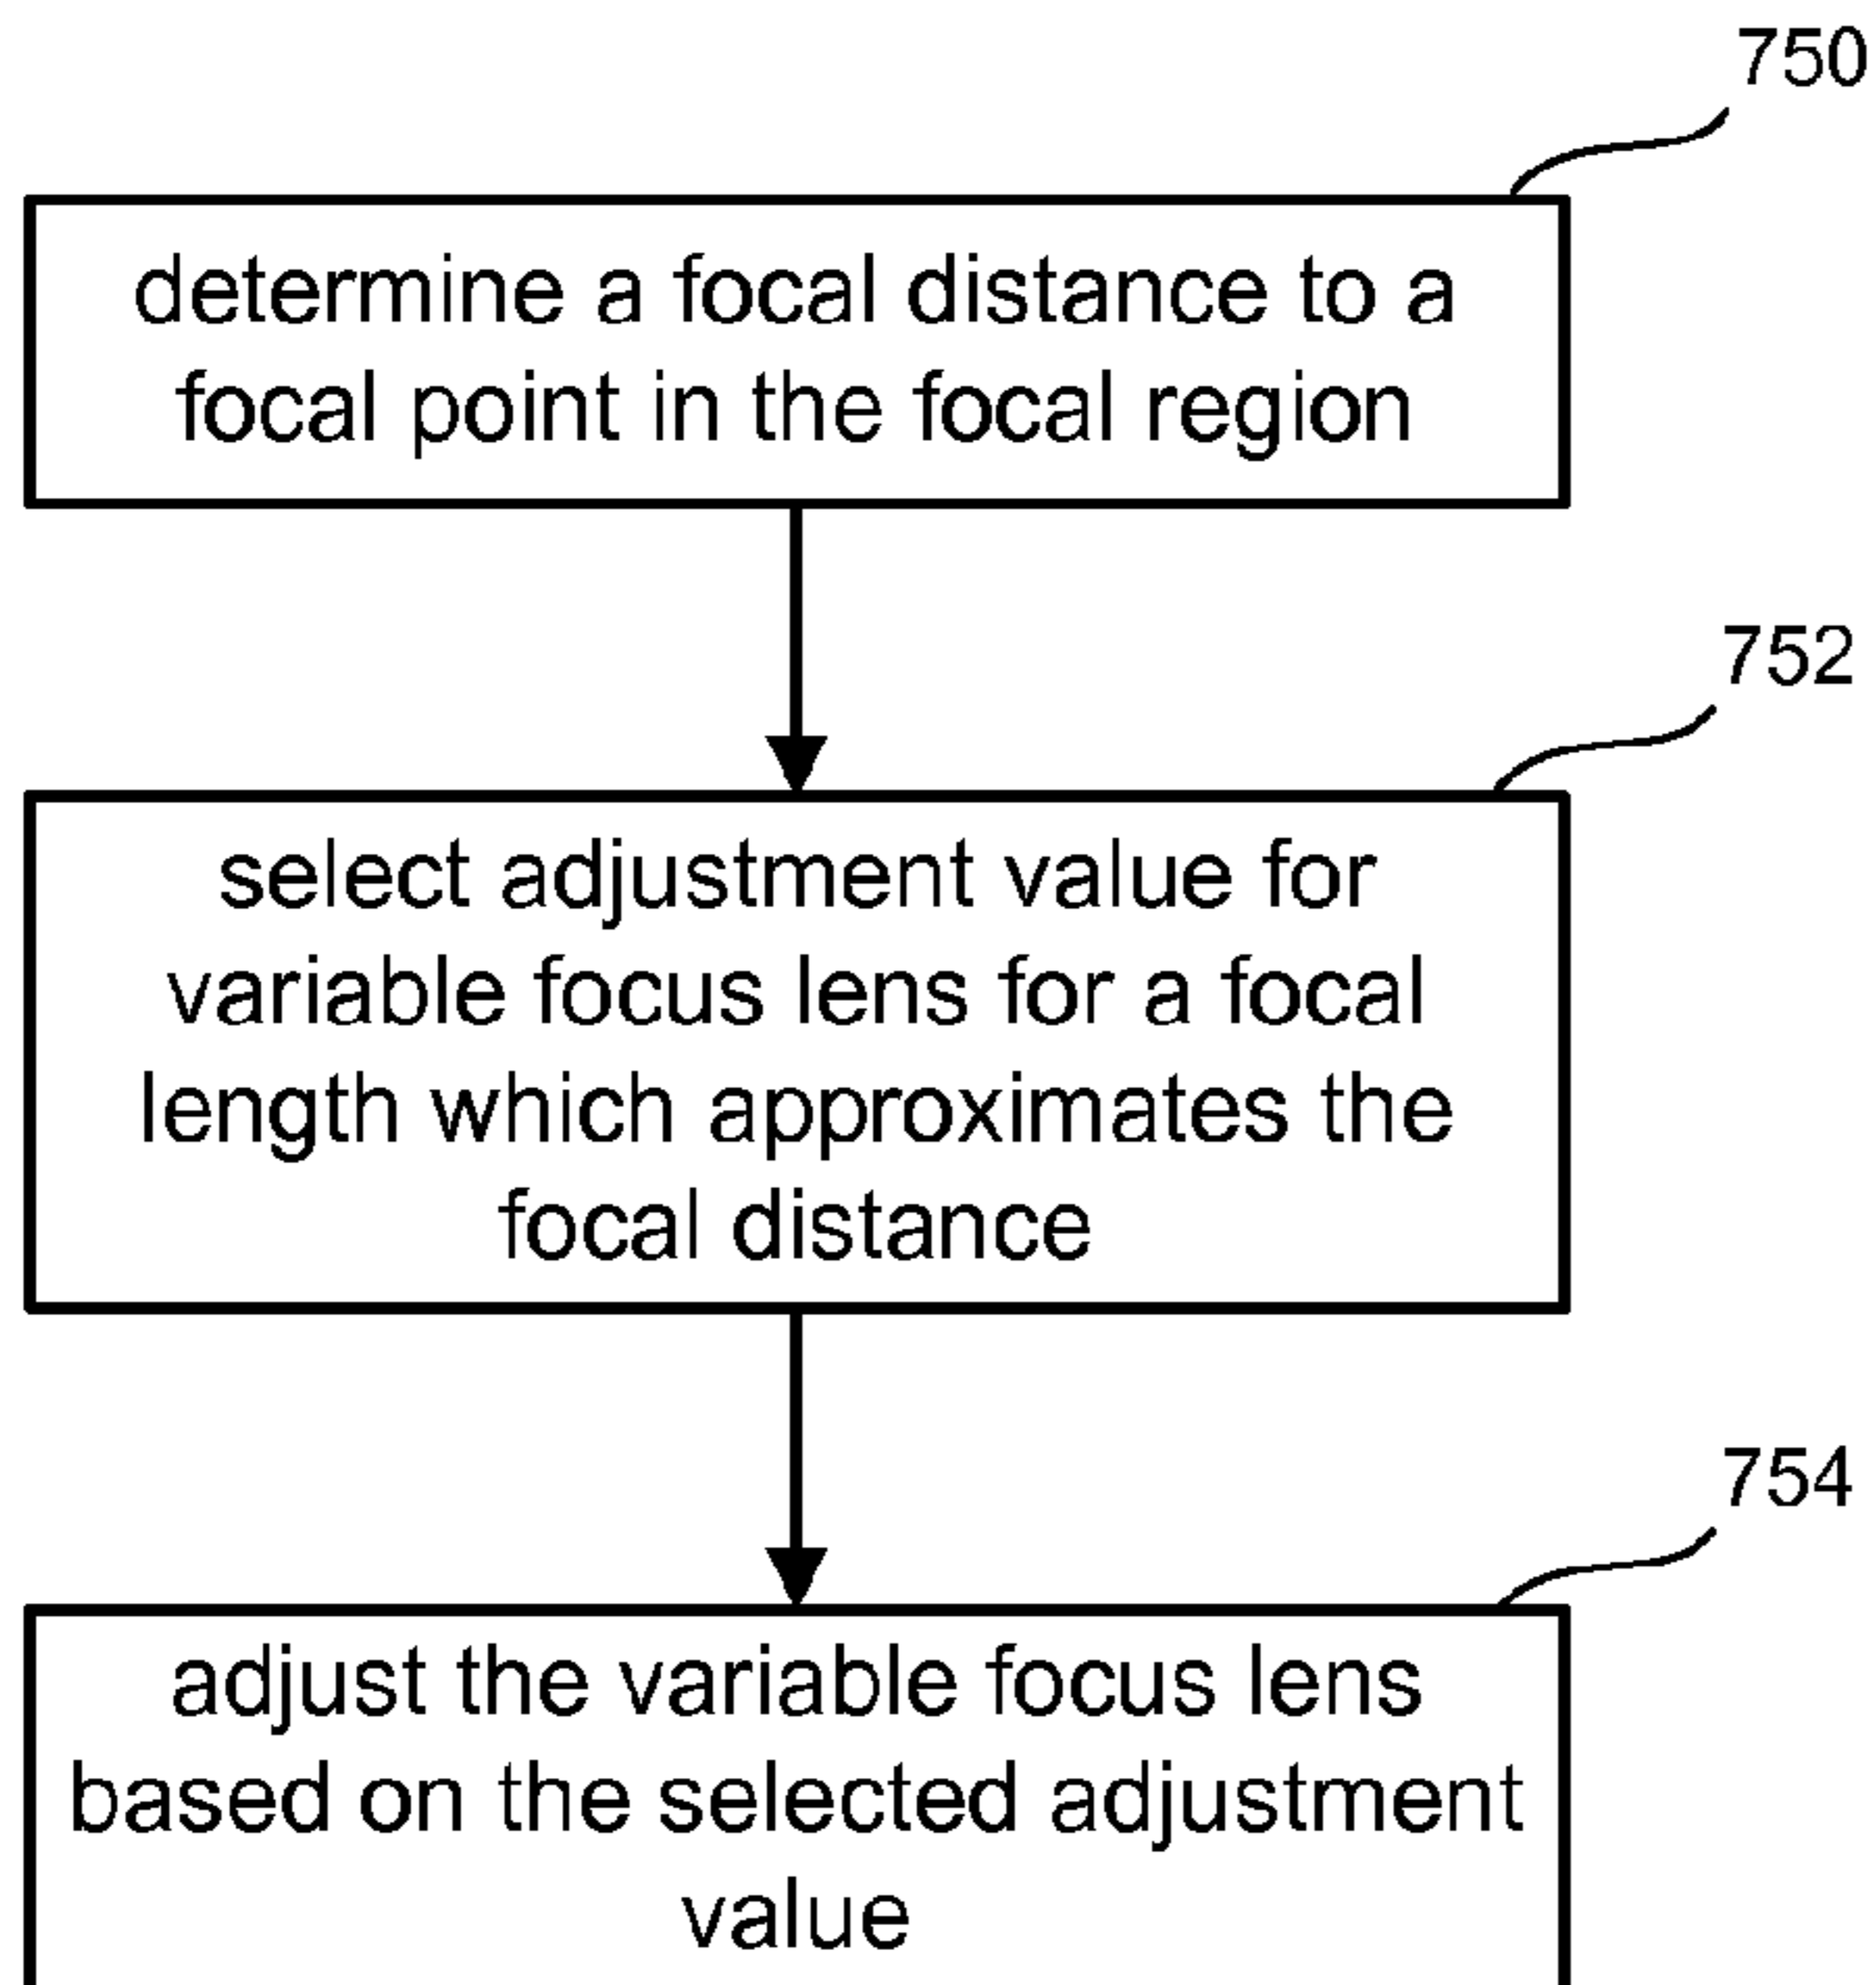 750
determine a focal distance to a
focal point in the focal region
752
select adjustment value for
variable focus lens for a focal
length which approximates the
focal distance
754
adjust the variable focus lens
based on the selected adjustment
value